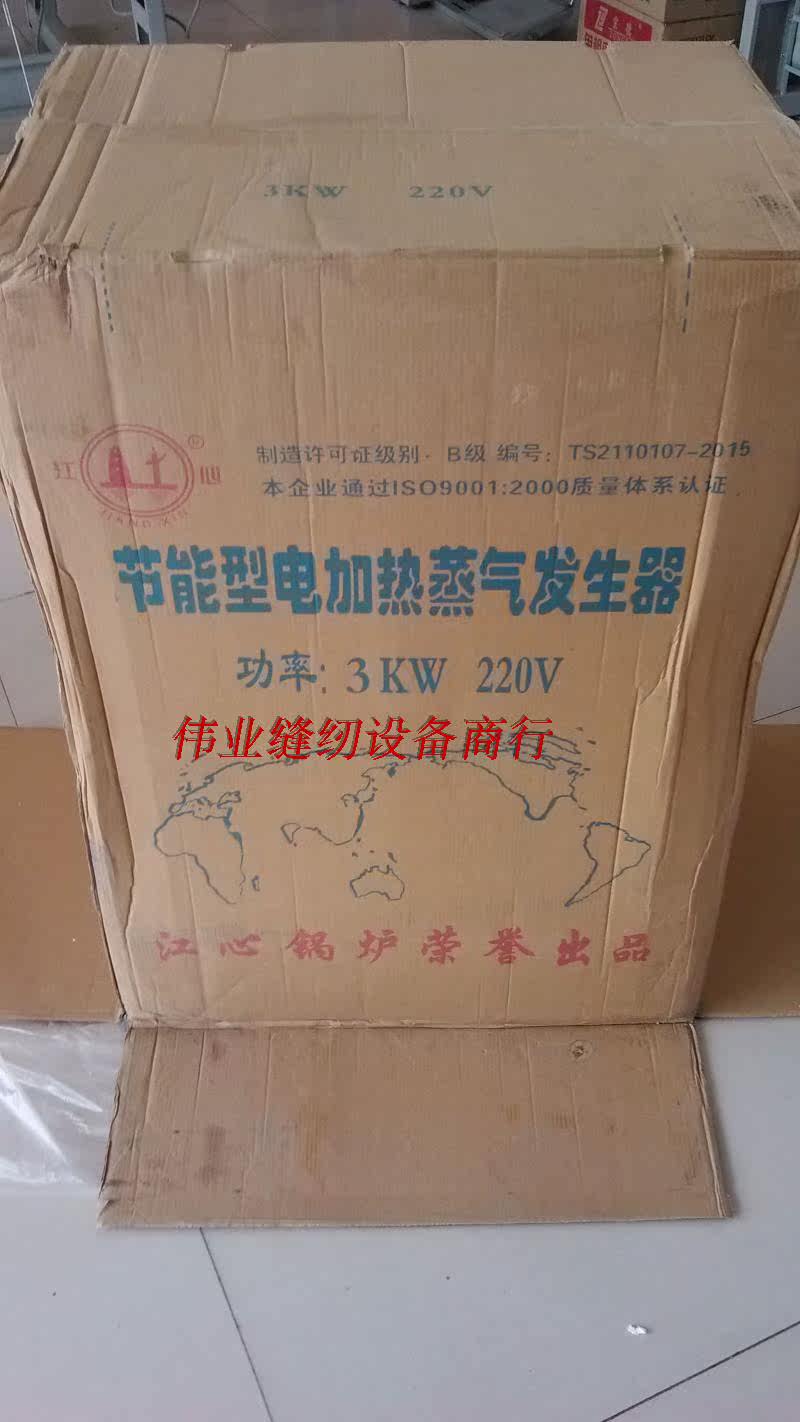 3KW 220V
江 心
®
JIANG XIN
制造许可证级别· B级 编号: TS2110107-2015
本企业通过ISO9001:2000质量体系认证
节能型电加热蒸气发生器
功率: 3KW 220V
伟业缝纫设备商行
江心锅炉荣誉出品